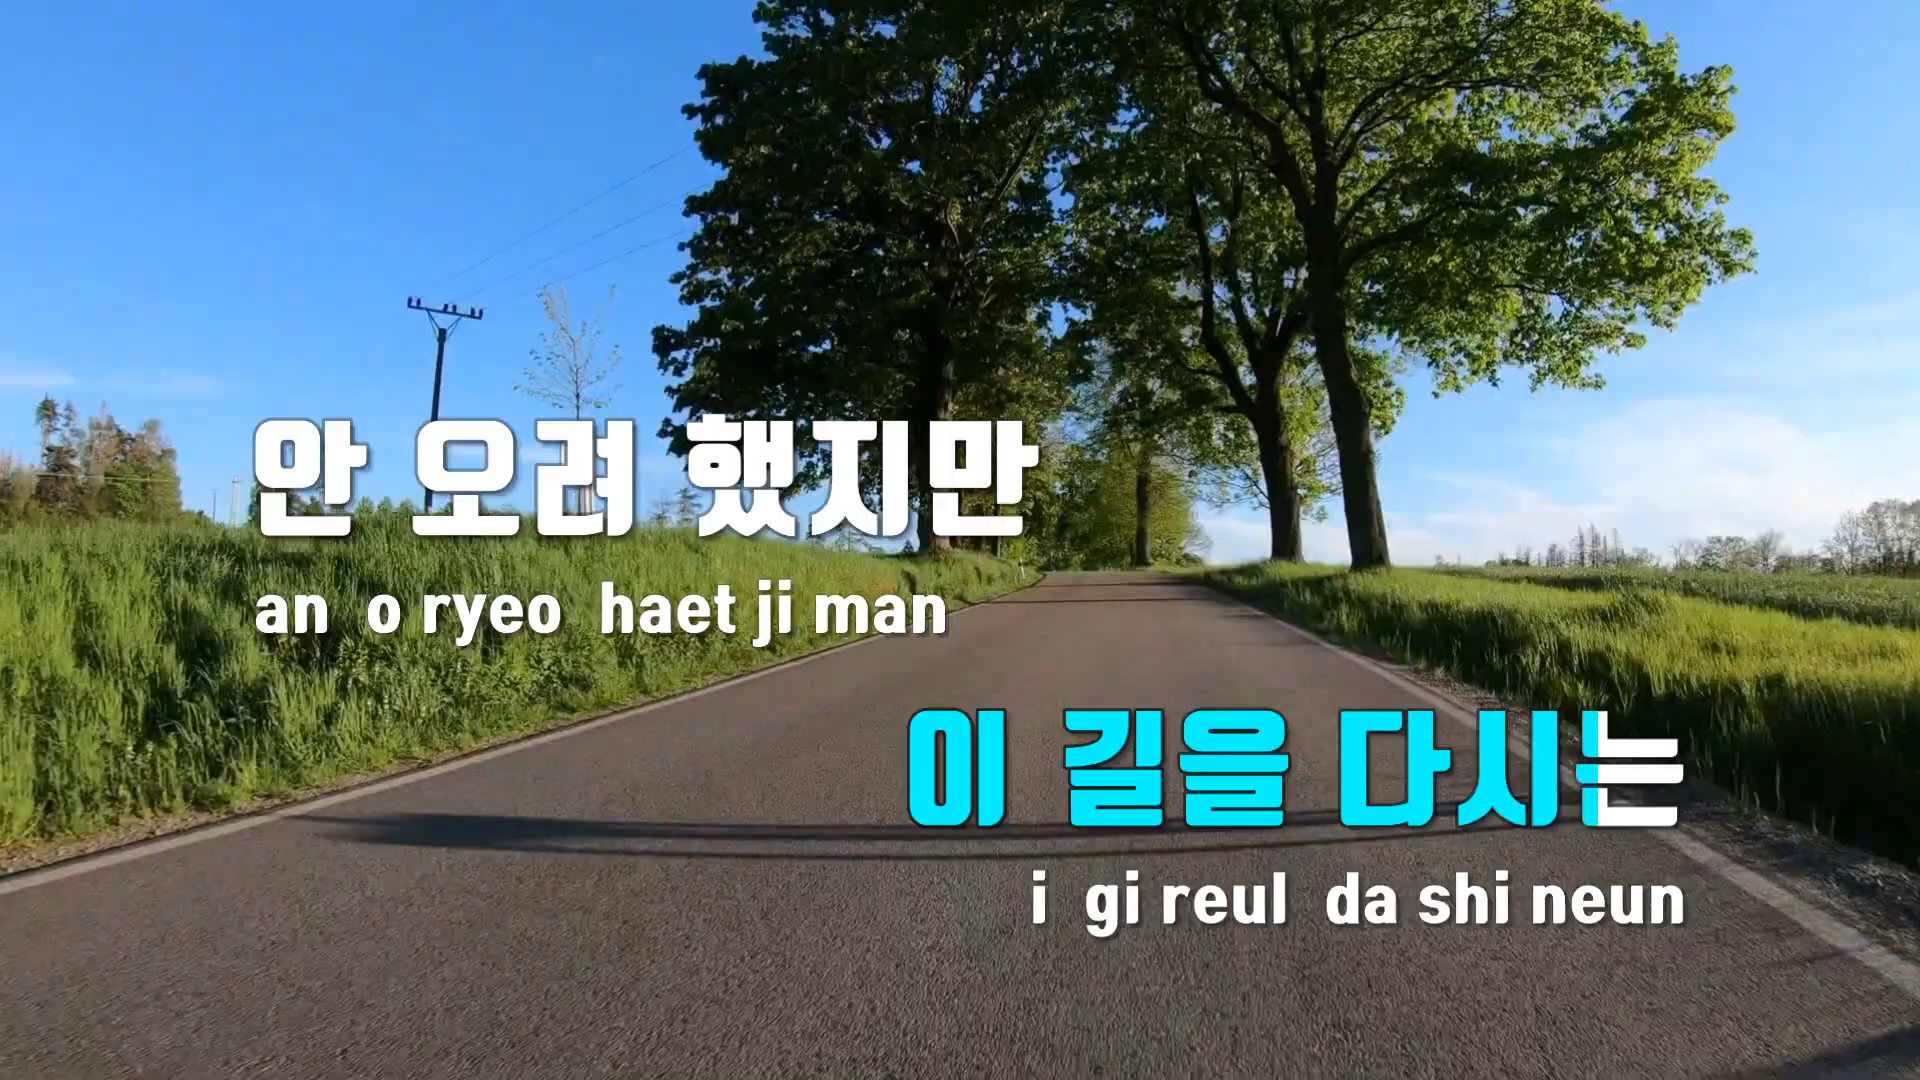 안 오려 했지만
an o ryeo haet ji man
이 길을 다시는
i gi reul da shi neun